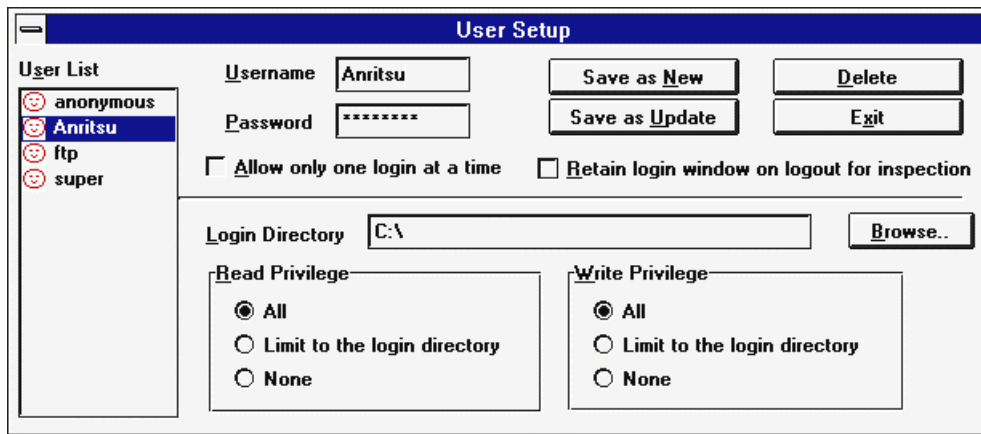 User Setup
User List
anonymous
Anritsu
ftp
super
Username Anritsu
Password ********
Save as New
Delete
Save as Update
Exit
Allow only one login at a time
Retain login window on logout for inspection
Login Directory C:\
Browse..
Read Privilege
All
Limit to the login directory
None
Write Privilege
All
Limit to the login directory
None